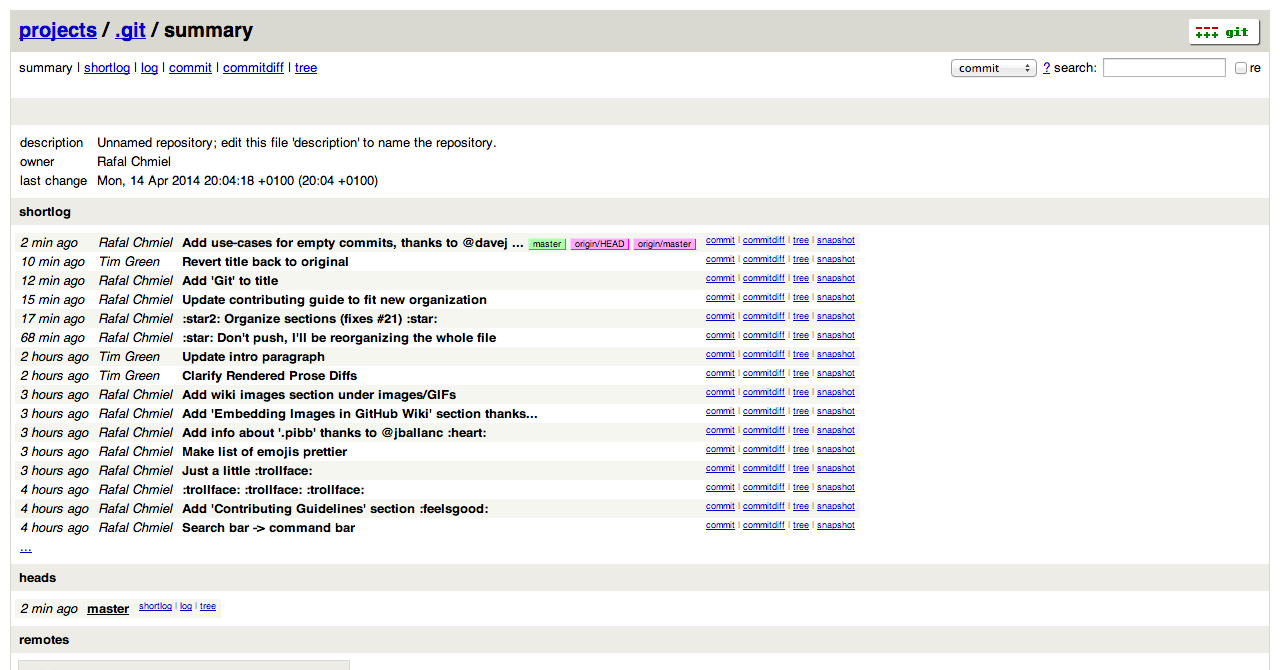 projects / .git / summary
git
summary | shortlog | log | commit | commitdiff | tree
commit ? search: re
description Unnamed repository; edit this file 'description' to name the repository.
owner Rafal Chmiel
last change Mon, 14 Apr 2014 20:04:18 +0100 (20:04 +0100)
shortlog
2 min ago Rafal Chmiel Add use-cases for empty commits, thanks to @davej ... master origin/HEAD origin/master commit | commitdiff | tree | snapshot
10 min ago Tim Green Revert title back to original commit | commitdiff | tree | snapshot
12 min ago Rafal Chmiel Add 'Git' to title commit | commitdiff | tree | snapshot
15 min ago Rafal Chmiel Update contributing guide to fit new organization commit | commitdiff | tree | snapshot
17 min ago Rafal Chmiel :star2: Organize sections (fixes #21) :star: commit | commitdiff | tree | snapshot
68 min ago Rafal Chmiel :star: Don't push, I'll be reorganizing the whole file commit | commitdiff | tree | snapshot
2 hours ago Tim Green Update intro paragraph commit | commitdiff | tree | snapshot
2 hours ago Tim Green Clarify Rendered Prose Diffs commit | commitdiff | tree | snapshot
3 hours ago Rafal Chmiel Add wiki images section under images/GIFs commit | commitdiff | tree | snapshot
3 hours ago Rafal Chmiel Add 'Embedding Images in GitHub Wiki' section thanks... commit | commitdiff | tree | snapshot
3 hours ago Rafal Chmiel Add info about '.pibb' thanks to @jballanc :heart: commit | commitdiff | tree | snapshot
3 hours ago Rafal Chmiel Make list of emojis prettier commit | commitdiff | tree | snapshot
3 hours ago Rafal Chmiel Just a little :trollface: commit | commitdiff | tree | snapshot
4 hours ago Rafal Chmiel :trollface: :trollface: :trollface: commit | commitdiff | tree | snapshot
4 hours ago Rafal Chmiel Add 'Contributing Guidelines' section :feelsgood: commit | commitdiff | tree | snapshot
4 hours ago Rafal Chmiel Search bar -> command bar commit | commitdiff | tree | snapshot
...
heads
2 min ago master shortlog | log | tree
remotes